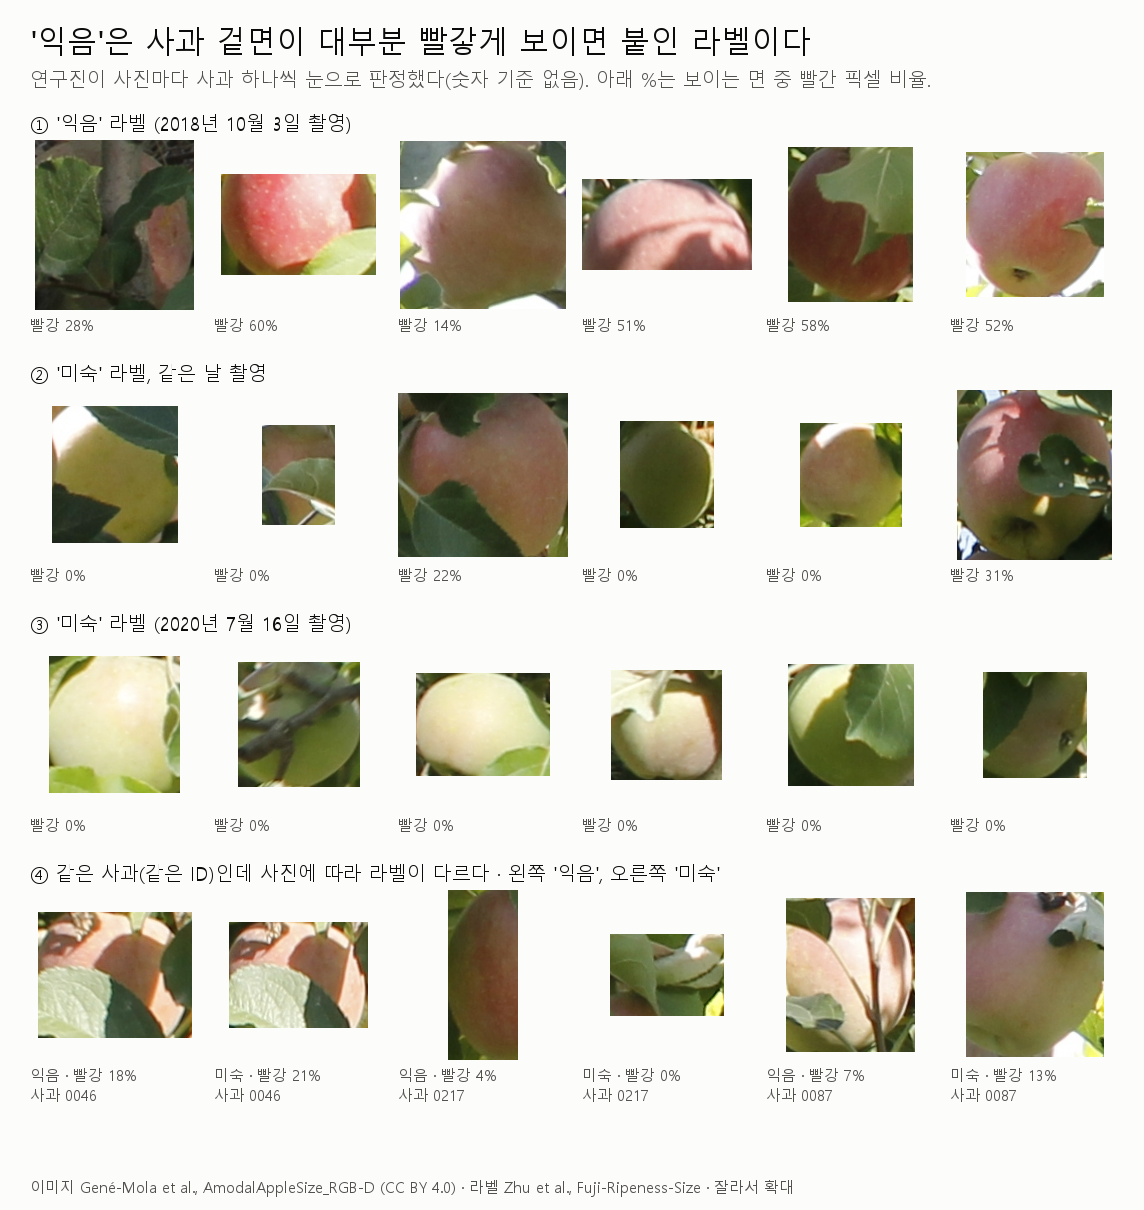 '익음'은 사과 겉면이 대부분 빨갛게 보이면 붙인 라벨이다
연구진이 사진마다 사과 하나씩 눈으로 판정했다(숫자 기준 없음). 아래 %는 보이는 면 중 빨간 픽셀 비율.
① '익음' 라벨 (2018년 10월 3일 촬영)
빨강 28% 빨강 60% 빨강 14% 빨강 51% 빨강 58% 빨강 52%
② '미숙' 라벨, 같은 날 촬영
빨강 0% 빨강 0% 빨강 22% 빨강 0% 빨강 0% 빨강 31%
③ '미숙' 라벨 (2020년 7월 16일 촬영)
빨강 0% 빨강 0% 빨강 0% 빨강 0% 빨강 0% 빨강 0%
④ 같은 사과(같은 ID)인데 사진에 따라 라벨이 다르다 · 왼쪽 '익음', 오른쪽 '미숙'
익음 · 빨강 18% 미숙 · 빨강 21% 익음 · 빨강 4% 미숙 · 빨강 0% 익음 · 빨강 7% 미숙 · 빨강 13%
사과 0046 사과 0046 사과 0217 사과 0217 사과 0087 사과 0087
이미지 Gené-Mola et al., AmodalAppleSize_RGB-D (CC BY 4.0) · 라벨 Zhu et al., Fuji-Ripeness-Size · 잘라서 확대